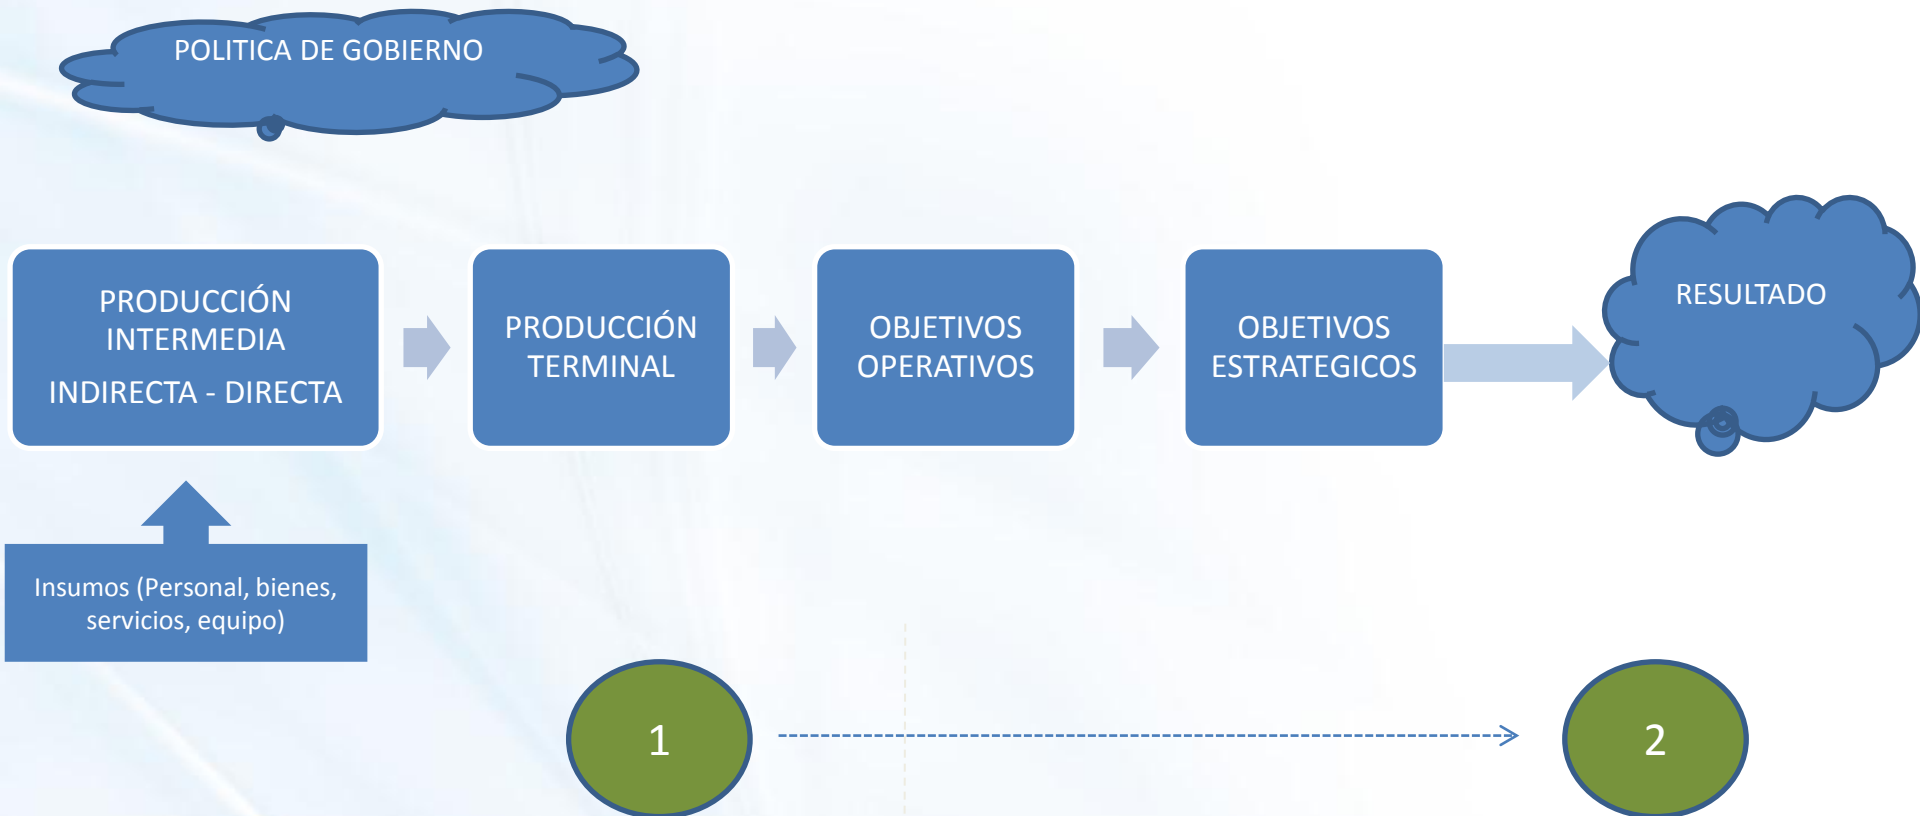 POLITICA DE GOBIERNO
PRODUCCIÓN
INTERMEDIA
INDIRECTA - DIRECTA
PRODUCCIÓN
TERMINAL
OBJETIVOS
OPERATIVOS
OBJETIVOS
ESTRATEGICOS
RESULTADO
Insumos (Personal, bienes,
servicios, equipo)
1
2